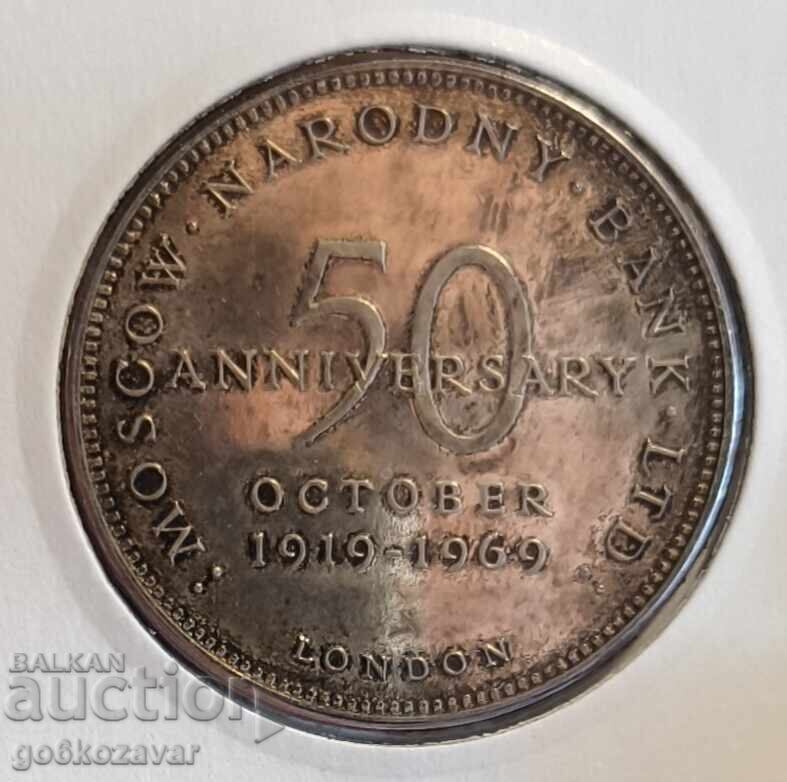 · MOSCOW · NARODNY · BANK · LTD ·
50
ANNIVERSARY
OCTOBER
1919-1969
LONDON
BALKAN
auction
go6kozavar